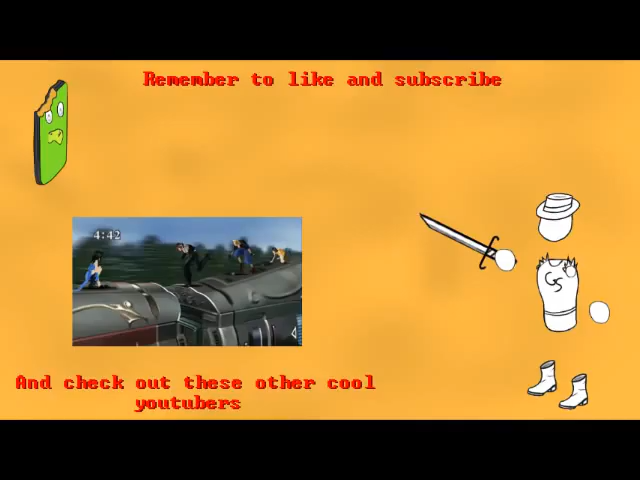 Remember to like and subscribe
4:42
And check out these other cool
youtubers